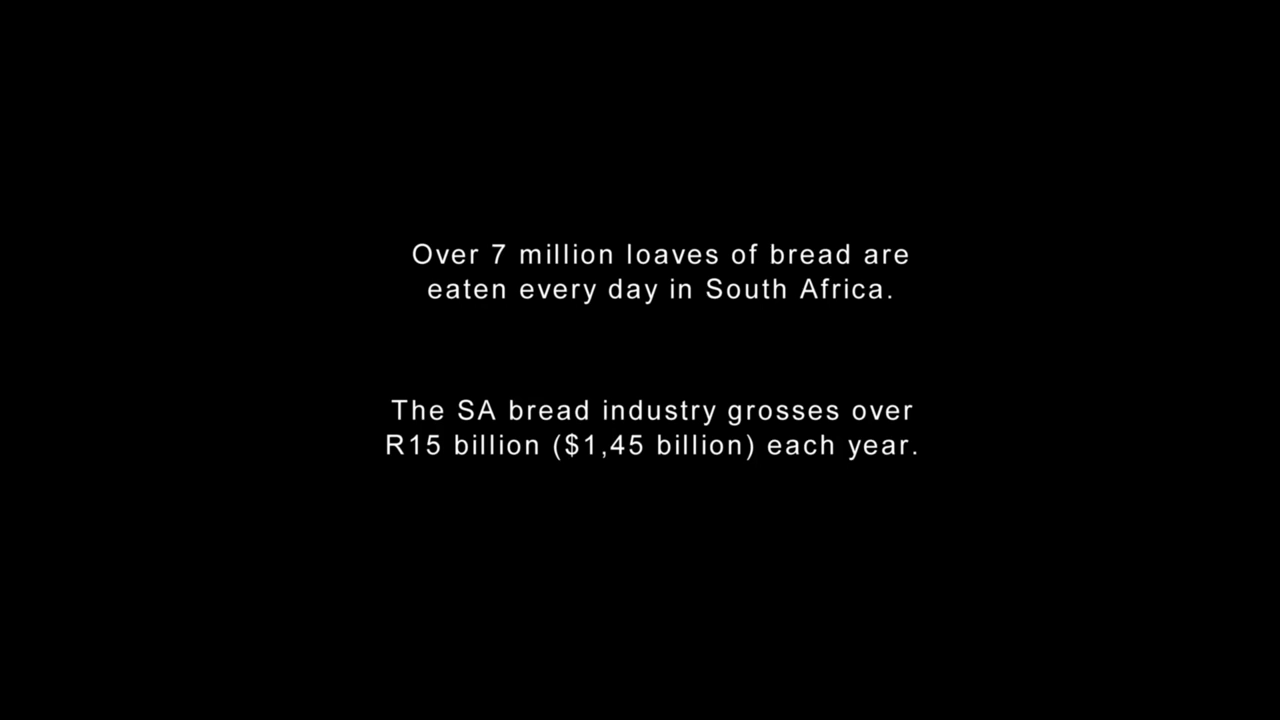 Over 7 million loaves of bread are
eaten every day in South Africa.
The SA bread industry grosses over
R15 billion ($1,45 billion) each year.